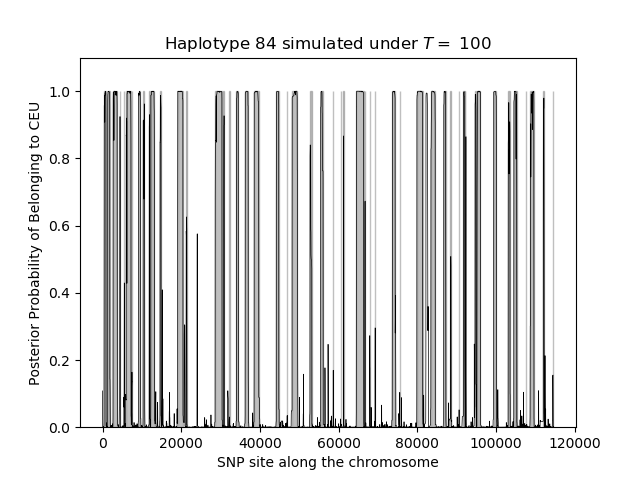 Haplotype 84 simulated under T = 100
Posterior Probability of Belonging to CEU
1.0
0.8
0.6
0.4
0.2
0.0
0 20000 40000 60000 80000 100000 120000
SNP site along the chromosome